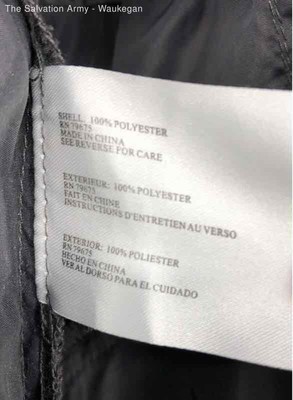 The Salvation Army - Waukegan
SHELL: 100% POLYESTER
RN 79675
MADE IN CHINA
SEE REVERSE FOR CARE
EXTERIEUR: 100% POLYESTER
RN 79675
FAIT EN CHINE
INSTRUCTIONS D'ENTRETIEN AU VERSO
EXTERIOR: 100% POLIESTER
RN 79675
HECHO EN CHINA
VER AL DORSO PARA EL CUIDADO